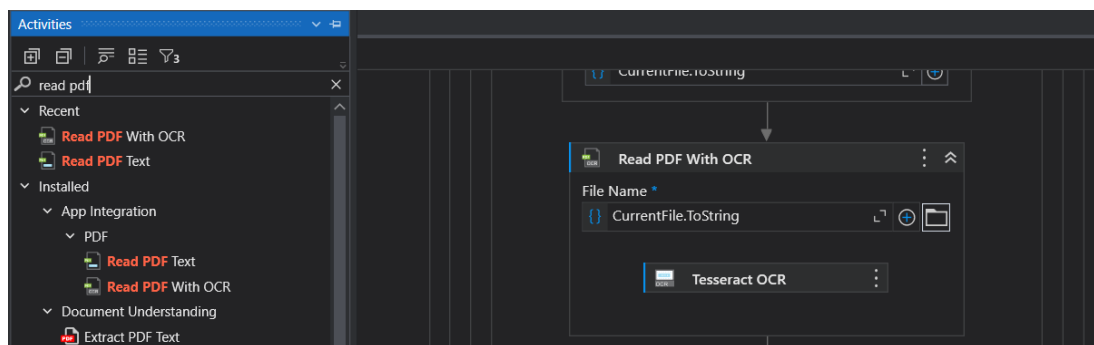 Activities
3
read pdf
Recent
Read PDF With OCR
Read PDF Text
Installed
App Integration
PDF
Read PDF Text
Read PDF With OCR
Document Understanding
Extract PDF Text
{} CurrentFile.ToString
Read PDF With OCR
File Name *
{} CurrentFile.ToString
Tesseract OCR